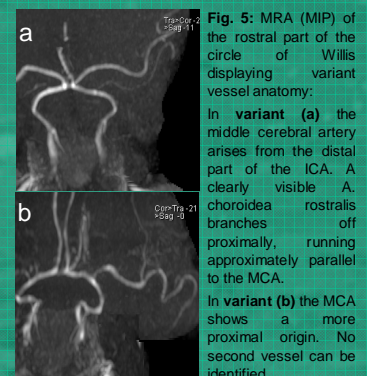 a
Tra>Cor -2
>Sag -11
b
Cor>Tra -21
>Sag -0
Fig. 5: MRA (MIP) of
the rostral part of the
circle of Willis
displaying variant
vessel anatomy:
In variant (a) the
middle cerebral artery
arises from the distal
part of the ICA. A
clearly visible A.
choroidea rostralis
branches off
proximally, running
approximately parallel
to the MCA.
In variant (b) the MCA
shows a more
proximal origin. No
second vessel can be
identified